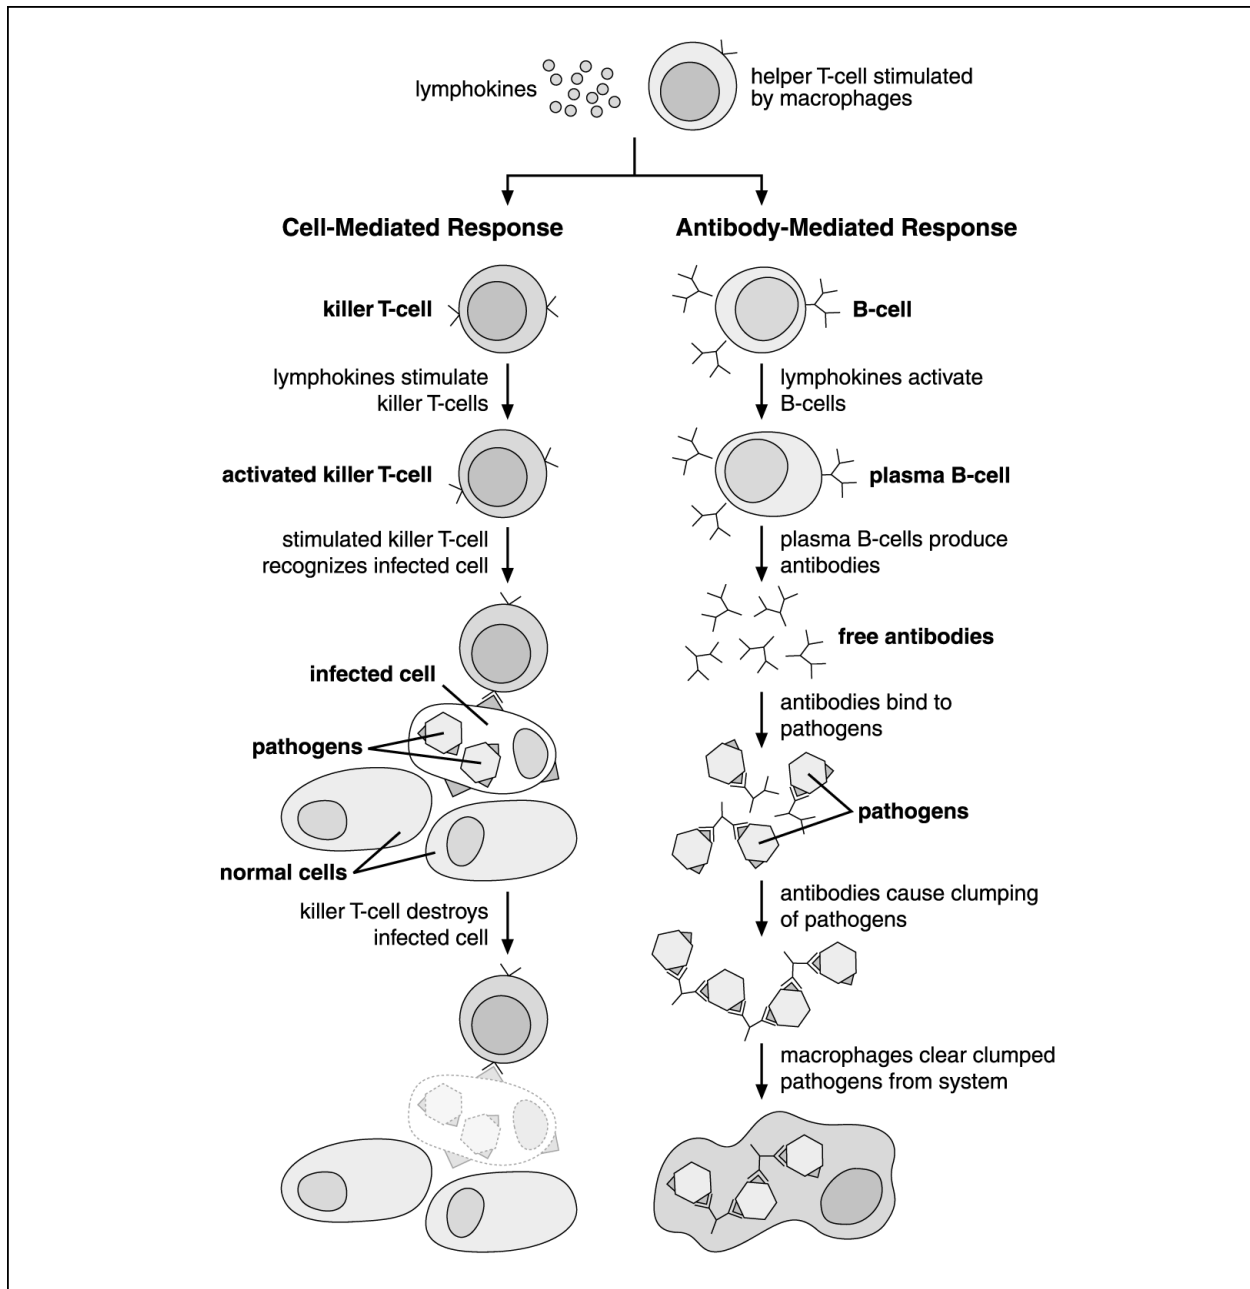 lymphokines
helper T-cell stimulated
by macrophages
Cell-Mediated Response
Antibody-Mediated Response
killer T-cell
B-cell
lymphokines stimulate
killer T-cells
lymphokines activate
B-cells
activated killer T-cell
plasma B-cell
stimulated killer T-cell
recognizes infected cell
plasma B-cells produce
antibodies
free antibodies
infected cell
antibodies bind to
pathogens
pathogens
pathogens
normal cells
antibodies cause clumping
of pathogens
killer T-cell destroys
infected cell
macrophages clear clumped
pathogens from system